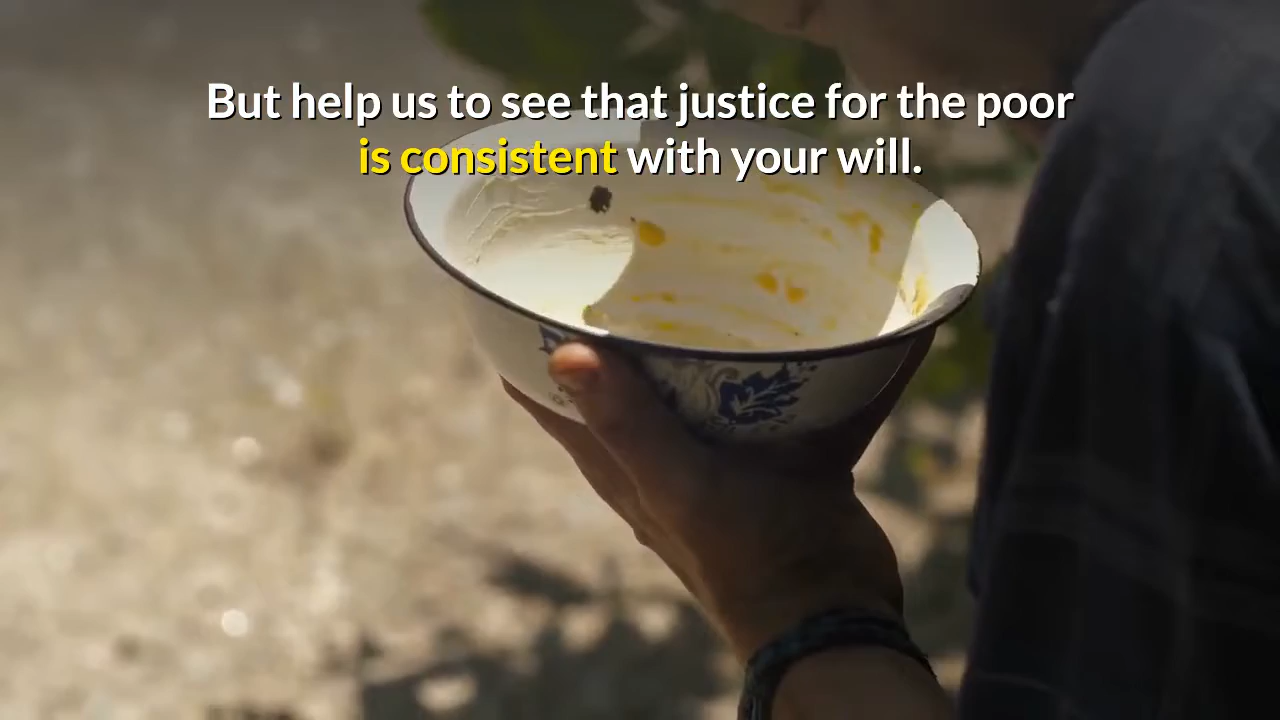 But help us to see that justice for the poor
is consistent with your will.